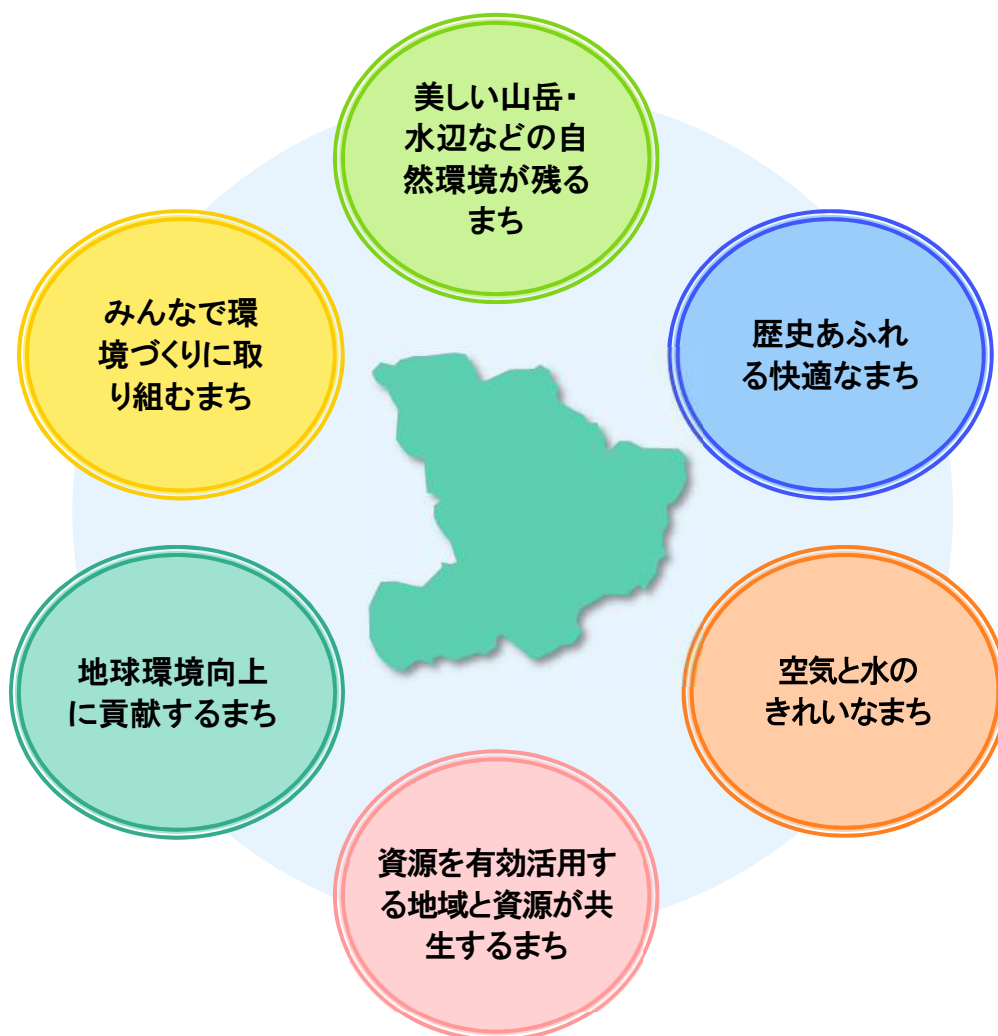 美しい山岳・
水辺などの自
然環境が残る
まち
歴史あふれ
る快適なまち
空気と水の
きれいなまち
資源を有効活用す
る地域と資源が共
生するまち
地球環境向上
に貢献するまち
みんなで環
境づくりに取
り組むまち